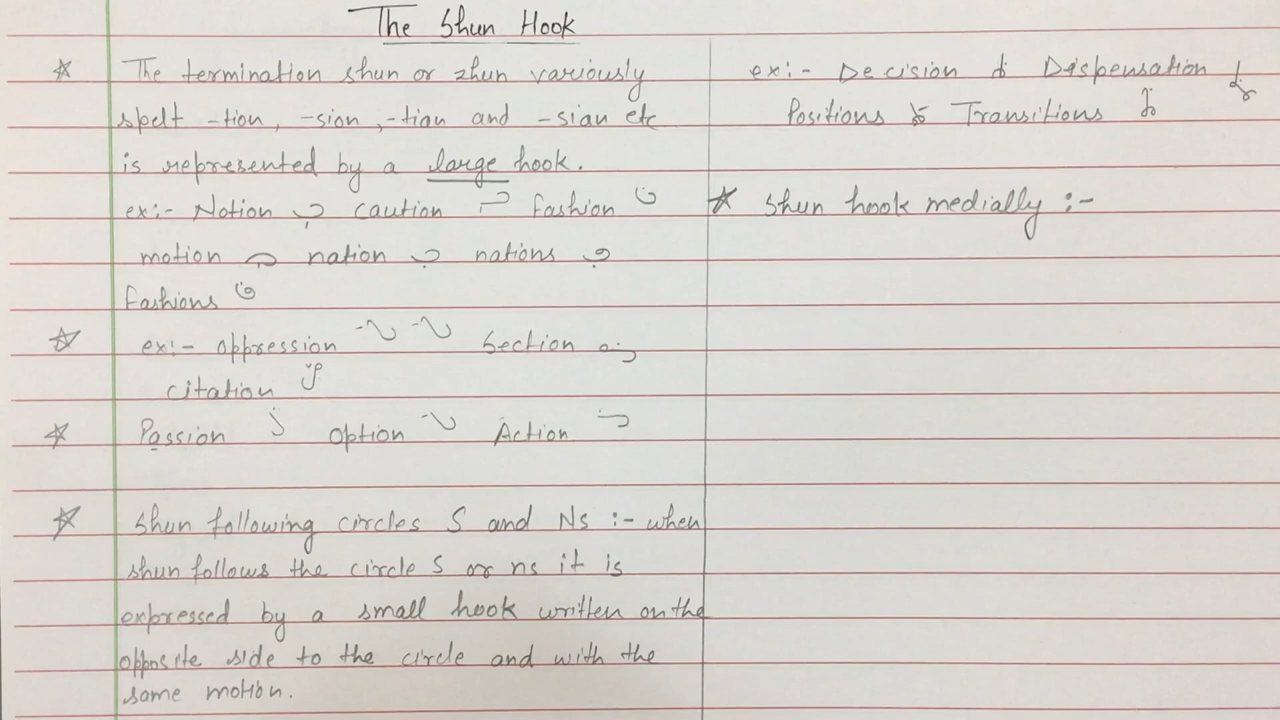 The Shun Hook
☆ The termination shun or zhun variously
spelt -tion, -sion, -tian and -sian etc
is represented by a large hook.
ex:- Notion caution fashion
motion nation nations
fashions
☆ ex:- oppression Section
citation
☆ Passion option Action
☆ Shun following circles S and Ns :- when
shun follows the circle S or ns it is
expressed by a small hook written on the
opposite side to the circle and with the
same motion.
ex:- Decision Dispensation
Positions Transitions
☆ Shun hook medially :-